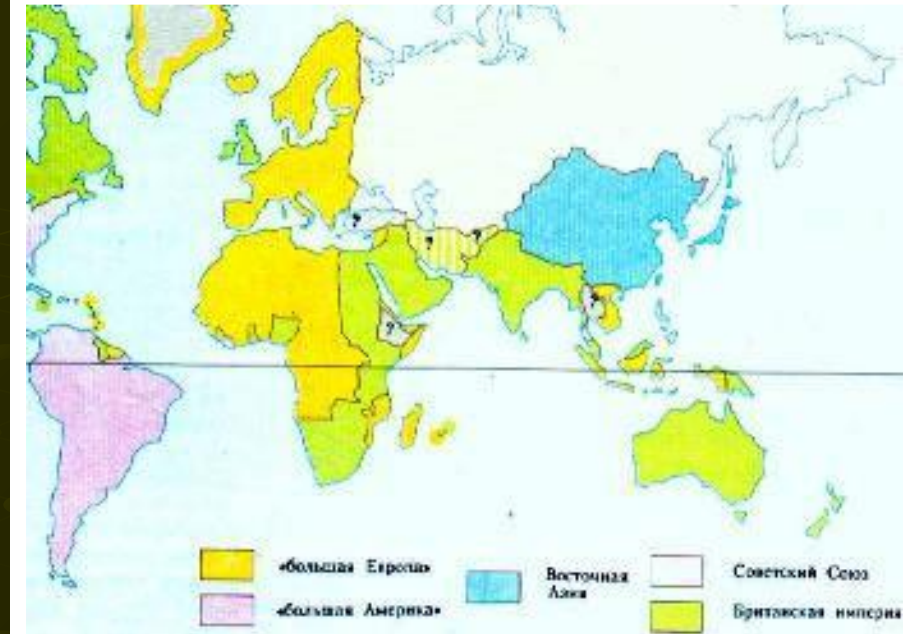 ?
?
?
?
?
«большая Европа»
«большая Америка»
Восточная
Азия
Советский Союз
Британская империя